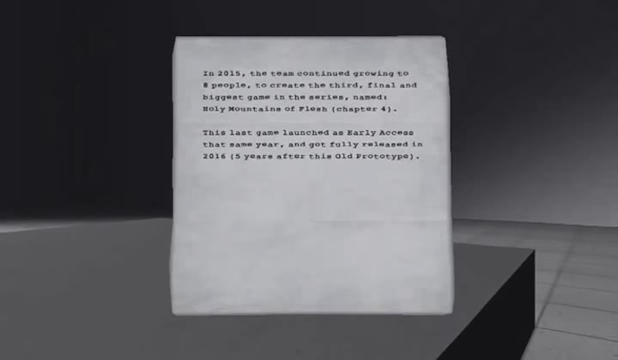 In 2015, the team continued growing to
8 people, to create the third, final and
biggest game in the series, named:
Holy Mountains of Flesh (chapter 4).
This last game launched as Early Access
that same year, and got fully released in
2016 (5 years after this Old Prototype).